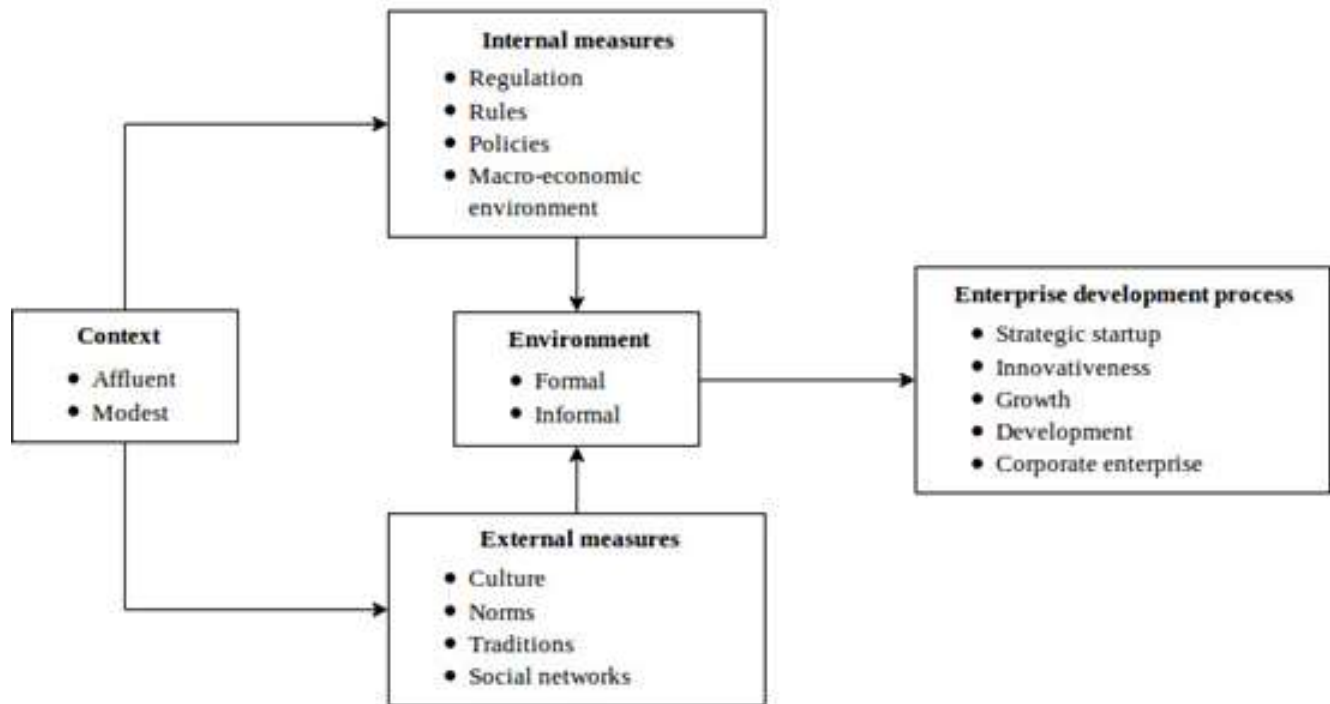 Internal measures
• Regulation
• Rules
• Policies
• Macro-economic
environment
Context
• Affluent
• Modest
Environment
• Formal
• Informal
Enterprise development process
• Strategic startup
• Innovativeness
• Growth
• Development
• Corporate enterprise
External measures
• Culture
• Norms
• Traditions
• Social networks